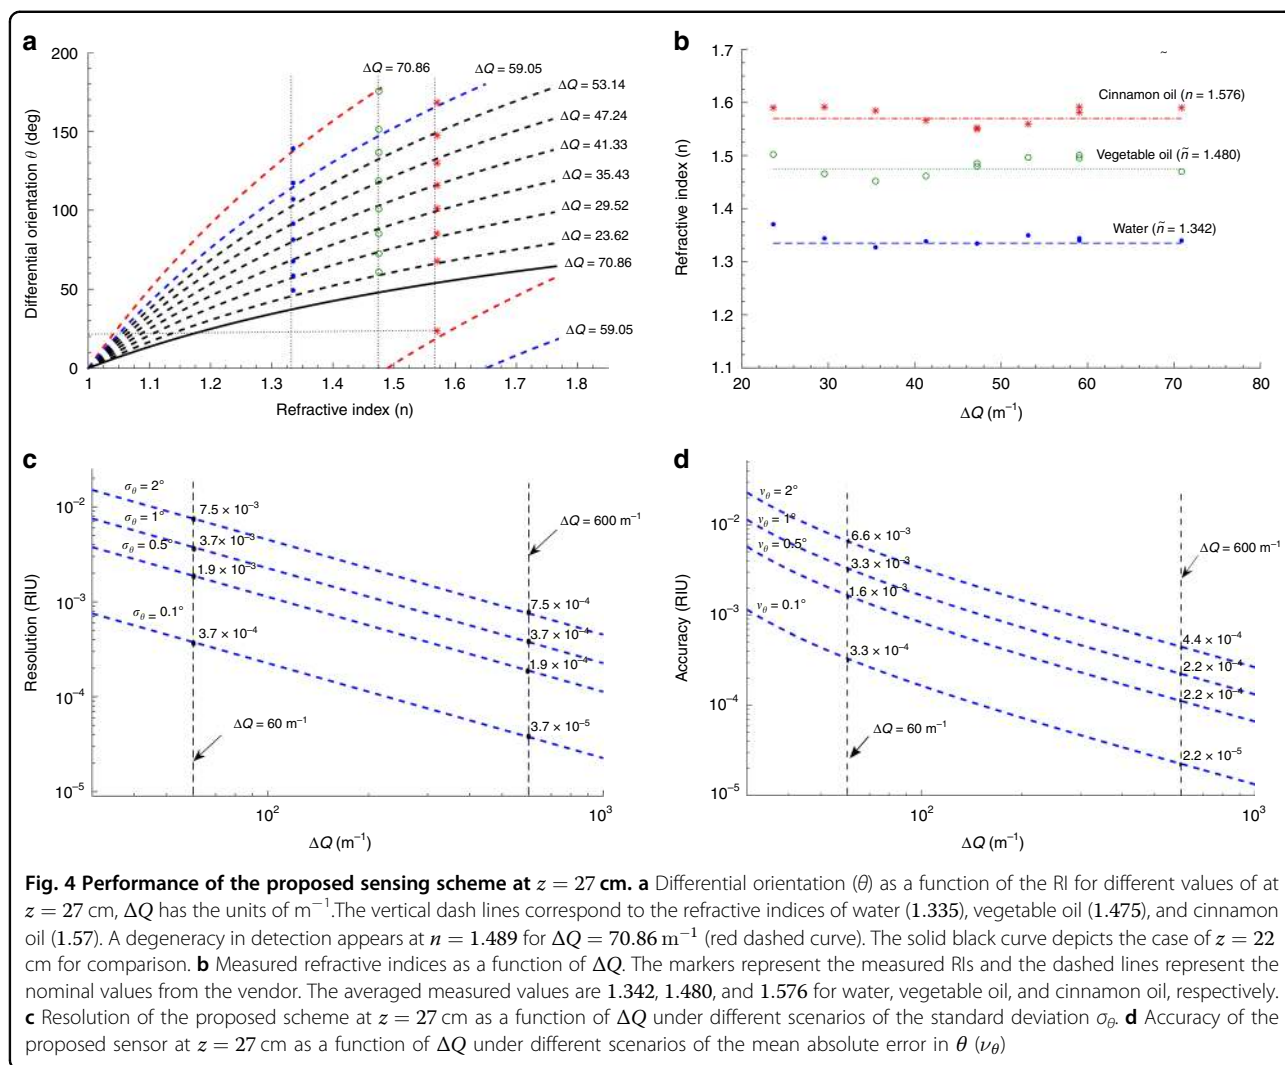 a
200
150
100
50
0
Differential orientation θ (deg)
1
1.1
1.2
1.3
1.4
1.5
1.6
1.7
1.8
Refractive index (n)
ΔQ = 70.86
ΔQ = 59.05
ΔQ = 53.14
ΔQ = 47.24
ΔQ = 41.33
ΔQ = 35.43
ΔQ = 29.52
ΔQ = 23.62
ΔQ = 70.86
ΔQ = 59.05
b
1.7
1.6
1.5
1.4
1.3
1.2
1.1
Refractive index (n)
20
30
40
50
60
70
80
ΔQ (m⁻¹)
~
Cinnamon oil (n = 1.576)
Vegetable oil (ñ = 1.480)
Water (ñ = 1.342)
c
10⁻²
10⁻³
10⁻⁴
10⁻⁵
Resolution (RIU)
10²
10³
ΔQ (m⁻¹)
σθ = 2°
σθ = 1°
σθ = 0.5°
σθ = 0.1°
7.5 × 10⁻³
3.7× 10⁻³
1.9 × 10⁻³
3.7 × 10⁻⁴
ΔQ = 600 m⁻¹
7.5 × 10⁻⁴
3.7 × 10⁻⁴
1.9 × 10⁻⁴
3.7 × 10⁻⁵
ΔQ = 60 m⁻¹
d
10⁻²
10⁻³
10⁻⁴
10⁻⁵
Accuracy (RIU)
10²
10³
ΔQ (m⁻¹)
νθ = 2°
νθ = 1°
νθ = 0.5°
νθ = 0.1°
6.6 × 10⁻³
3.3 × 10⁻³
1.6 × 10⁻³
3.3 × 10⁻⁴
ΔQ = 600 m⁻¹
4.4 × 10⁻⁴
2.2 × 10⁻⁴
2.2 × 10⁻⁴
2.2 × 10⁻⁵
ΔQ = 60 m⁻¹
Fig. 4 Performance of the proposed sensing scheme at z = 27 cm. a Differential orientation (θ) as a function of the RI for different values of at
z = 27 cm, ΔQ has the units of m⁻¹.The vertical dash lines correspond to the refractive indices of water (1.335), vegetable oil (1.475), and cinnamon
oil (1.57). A degeneracy in detection appears at n = 1.489 for ΔQ = 70.86 m⁻¹ (red dashed curve). The solid black curve depicts the case of z = 22
cm for comparison. b Measured refractive indices as a function of ΔQ. The markers represent the measured RIs and the dashed lines represent the
nominal values from the vendor. The averaged measured values are 1.342, 1.480, and 1.576 for water, vegetable oil, and cinnamon oil, respectively.
c Resolution of the proposed scheme at z = 27 cm as a function of ΔQ under different scenarios of the standard deviation σθ. d Accuracy of the
proposed sensor at z = 27 cm as a function of ΔQ under different scenarios of the mean absolute error in θ (νθ)